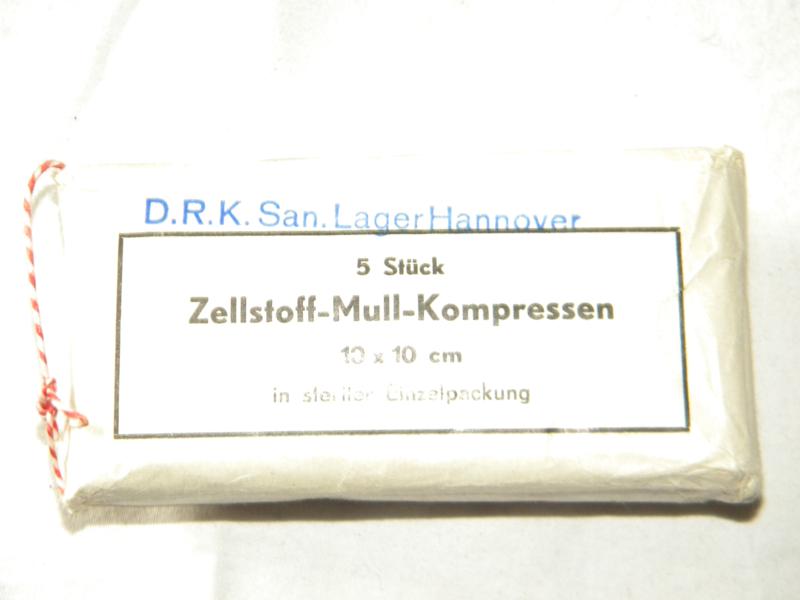 D.R.K. San. Lager Hannover
5 Stück
Zellstoff-Mull-Kompressen
10 x 10 cm
in steriler Einzelpackung